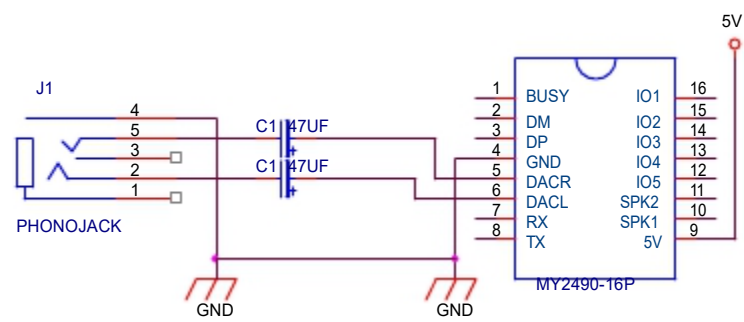 5V
J1
4
5
3
2
1
PHONOJACK
C1 47UF
C1 47UF
GND
GND
1 BUSY IO1 16
2 DM IO2 15
3 DP IO3 14
4 GND IO4 13
5 DACR IO5 12
6 DACL SPK2 11
7 RX SPK1 10
8 TX 5V 9
MY2490-16P